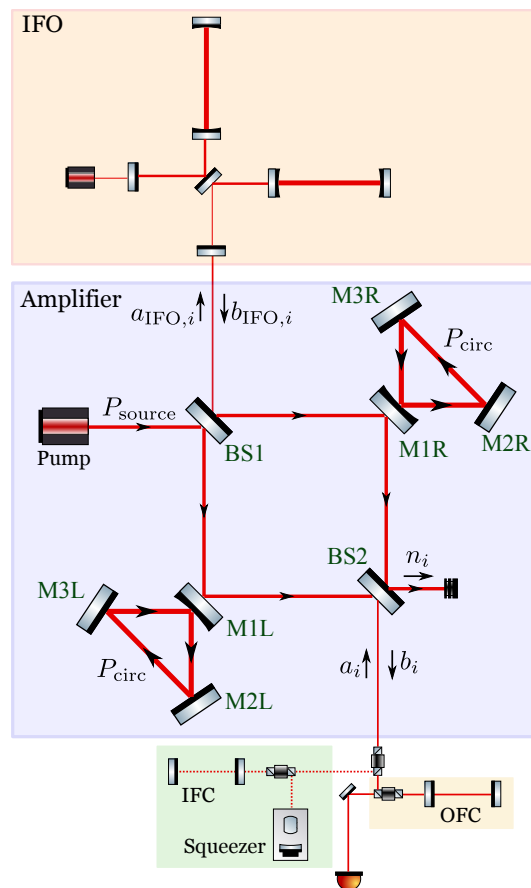 IFO
Amplifier
a_IFO,i
b_IFO,i
M3R
P_circ
P_source
M1R
M2R
Pump
BS1
BS2
n_i
M3L
M1L
P_circ
a_i
b_i
M2L
IFC
OFC
Squeezer